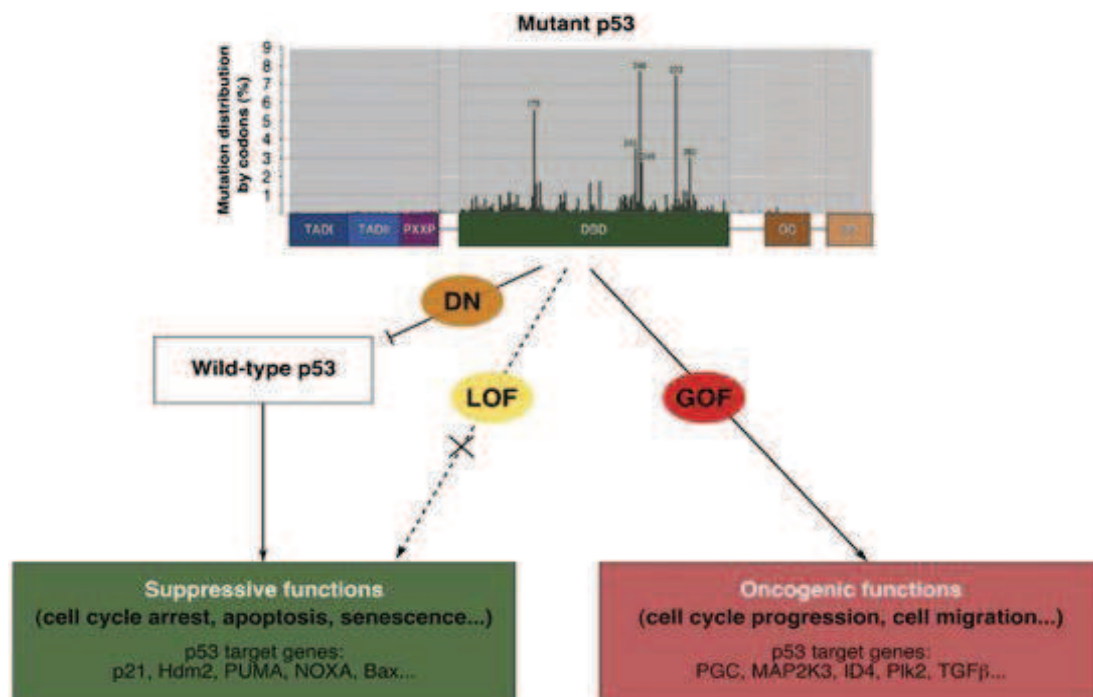 Mutant p53
Mutation distribution
by codons (%)
9
8
7
6
5
4
3
2
1
175
248
273
282
TADI TADII PXXP DBD OD
DN
Wild-type p53
LOF
GOF
Suppressive functions
(cell cycle arrest, apoptosis, senescence...)
p53 target genes:
p21, Hdm2, PUMA, NOXA, Bax...
Oncogenic functions
(cell cycle progression, cell migration...)
p53 target genes:
PGC, MAP2K3, ID4, Plk2, TGFβ...